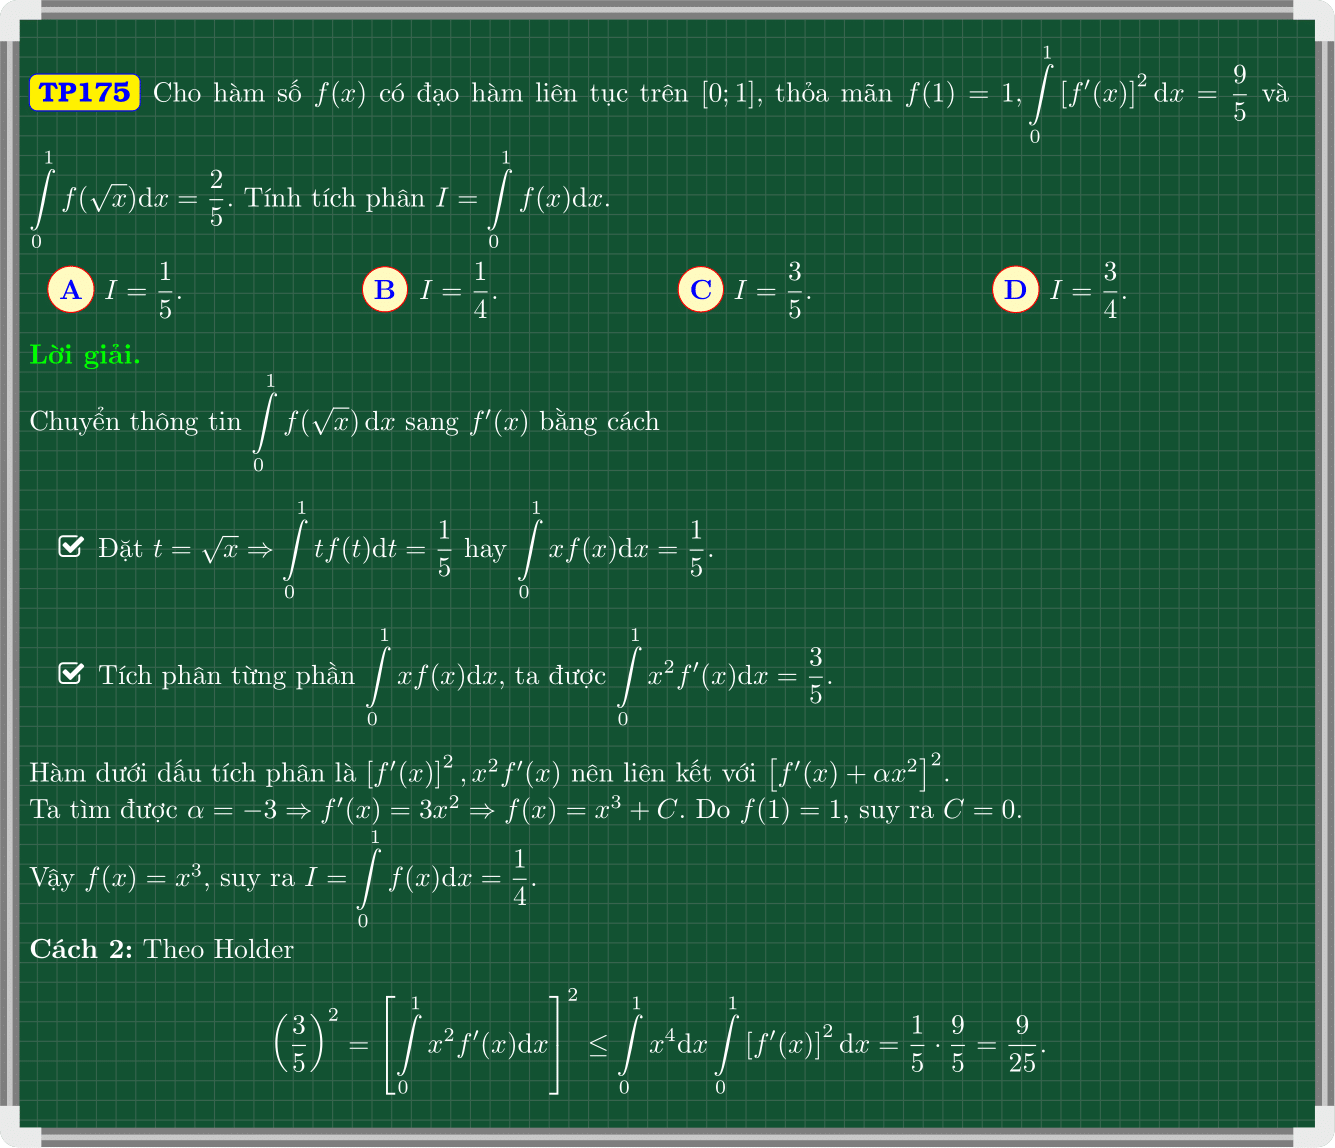 TP175 Cho hàm số $f(x)$ có đạo hàm liên tục trên $[0;1]$, thỏa mãn $f(1) = 1, \int\limits_0^1 [f'(x)]^2 \mathrm{d}x = \frac{9}{5}$ và
$\int\limits_0^1 f(\sqrt{x})\mathrm{d}x = \frac{2}{5}$. Tính tích phân $I = \int\limits_0^1 f(x)\mathrm{d}x$.
A $I = \frac{1}{5}$. B $I = \frac{1}{4}$. C $I = \frac{3}{5}$. D $I = \frac{3}{4}$.
Lời giải.
Chuyển thông tin $\int\limits_0^1 f(\sqrt{x})\,\mathrm{d}x$ sang $f'(x)$ bằng cách
☑ Đặt $t = \sqrt{x} \Rightarrow \int\limits_0^1 tf(t)\mathrm{d}t = \frac{1}{5}$ hay $\int\limits_0^1 xf(x)\mathrm{d}x = \frac{1}{5}$.
☑ Tích phân từng phần $\int\limits_0^1 xf(x)\mathrm{d}x$, ta được $\int\limits_0^1 x^2f'(x)\mathrm{d}x = \frac{3}{5}$.
Hàm dưới dấu tích phân là $[f'(x)]^2, x^2f'(x)$ nên liên kết với $[f'(x) + \alpha x^2]^2$.
Ta tìm được $\alpha = -3 \Rightarrow f'(x) = 3x^2 \Rightarrow f(x) = x^3 + C$. Do $f(1) = 1$, suy ra $C = 0$.
Vậy $f(x) = x^3$, suy ra $I = \int\limits_0^1 f(x)\mathrm{d}x = \frac{1}{4}$.
Cách 2: Theo Holder
$\left(\frac{3}{5}\right)^2 = \left[\int\limits_0^1 x^2f'(x)\mathrm{d}x\right]^2 \leq \int\limits_0^1 x^4\mathrm{d}x \int\limits_0^1 [f'(x)]^2\,\mathrm{d}x = \frac{1}{5} \cdot \frac{9}{5} = \frac{9}{25}$.